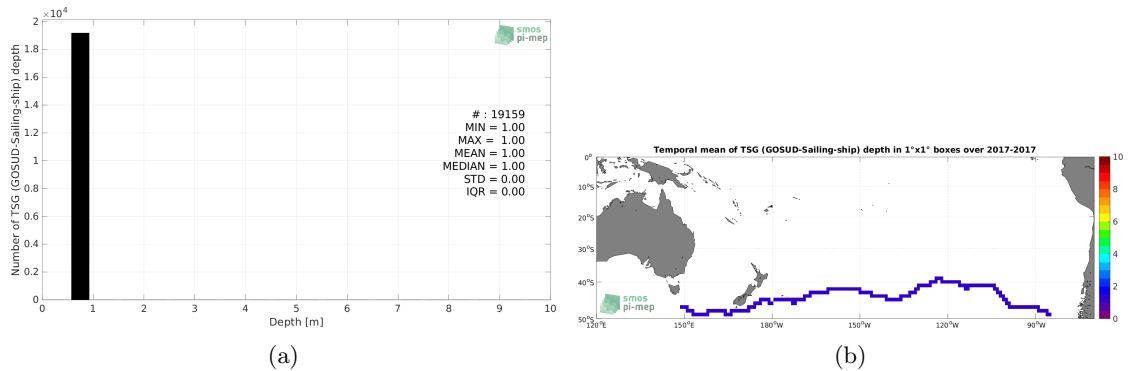 ×10⁴
2
1.8
1.6
1.4
1.2
1
0.8
0.6
0.4
0.2
0
0 1 2 3 4 5 6 7 8 9 10
Number of TSG (GOSUD-Sailing-ship) depth
Depth [m]
smos
pi-mep
# : 19159
MIN = 1.00
MAX = 1.00
MEAN = 1.00
MEDIAN = 1.00
STD = 0.00
IQR = 0.00
(a)
Temporal mean of TSG (GOSUD-Sailing-ship) depth in 1°x1° boxes over 2017-2017
0°
10°S
20°S
30°S
40°S
50°S
120°E 150°E 180°W 150°W 120°W 90°W
smos
pi-mep
10
8
6
4
2
0
(b)